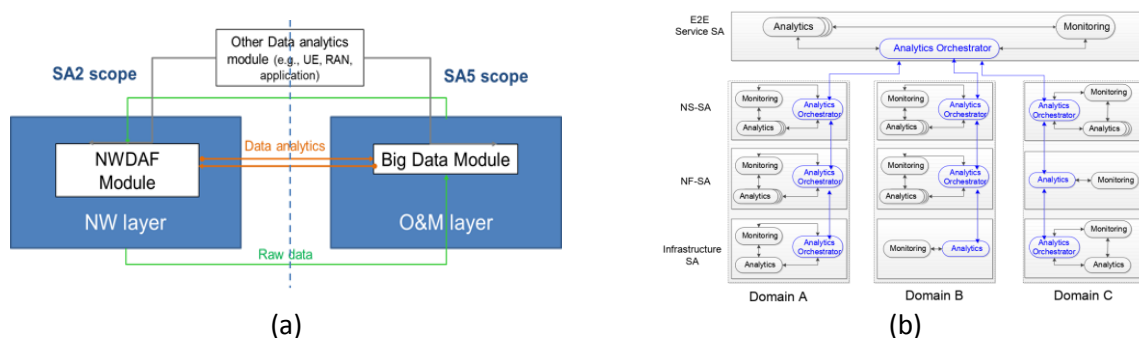 Other Data analytics
module (e.g., UE, RAN,
application)
SA2 scope
SA5 scope
Data analytics
NWDAF
Module
Big Data Module
NW layer
O&M layer
Raw data
(a)
E2E
Service SA
Analytics
Monitoring
Analytics Orchestrator
NS-SA
Monitoring
Analytics
Orchestrator
Analytics
Monitoring
Analytics
Orchestrator
Analytics
Monitoring
Analytics
Orchestrator
Analytics
NF-SA
Monitoring
Analytics
Orchestrator
Analytics
Monitoring
Analytics
Orchestrator
Analytics
Analytics
Monitoring
Infrastructure
SA
Monitoring
Analytics
Orchestrator
Analytics
Monitoring
Analytics
Monitoring
Analytics
Orchestrator
Analytics
Domain A
Domain B
Domain C
(b)